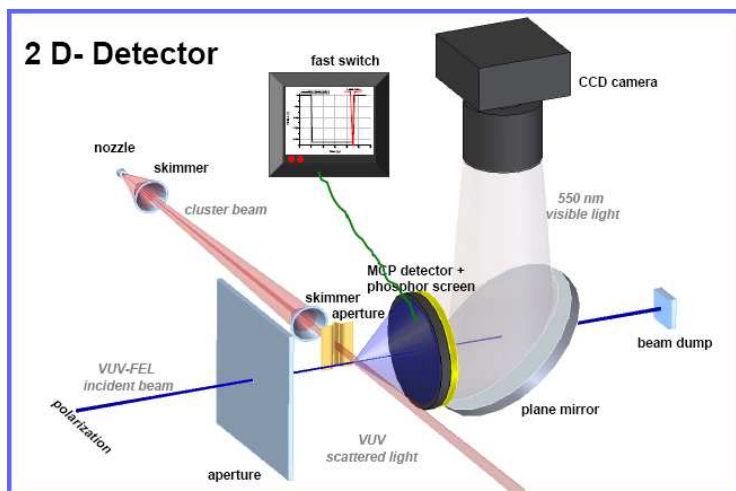 2 D- Detector
fast switch
CCD camera
nozzle
skimmer
cluster beam
550 nm
visible light
MCP detector +
phosphor screen
skimmer
aperture
beam dump
VUV-FEL
incident beam
polarization
plane mirror
VUV
scattered light
aperture